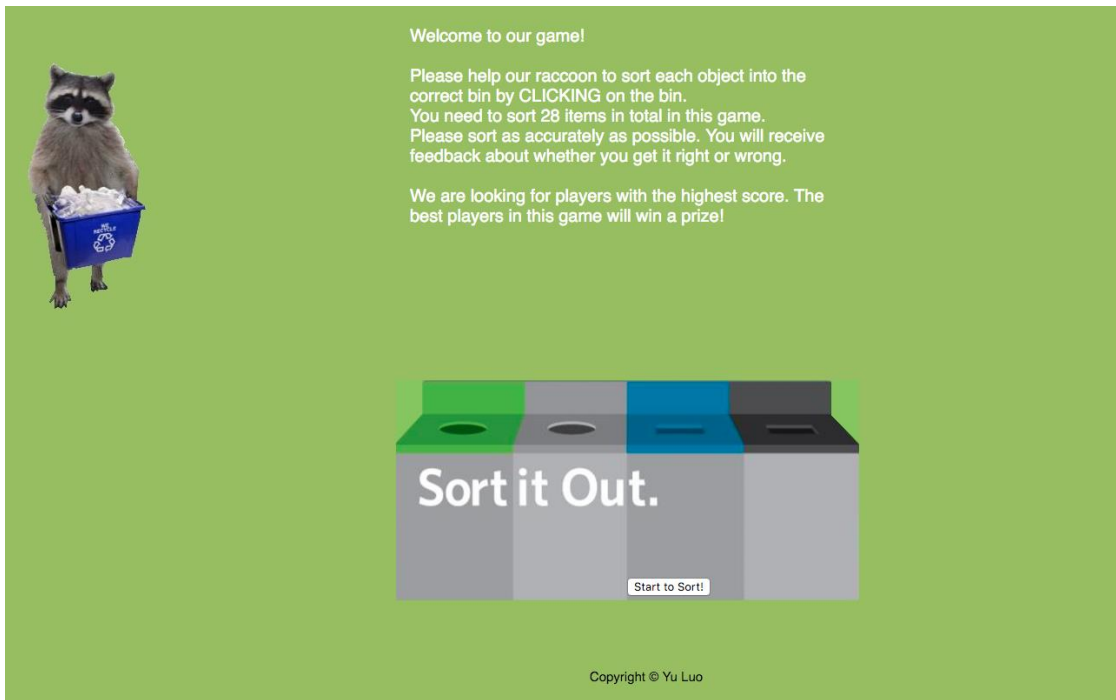 Welcome to our game!
Please help our raccoon to sort each object into the
correct bin by CLICKING on the bin.
You need to sort 28 items in total in this game.
Please sort as accurately as possible. You will receive
feedback about whether you get it right or wrong.
We are looking for players with the highest score. The
best players in this game will win a prize!
WE
RECYCLE
Sort it Out.
Start to Sort!
Copyright © Yu Luo